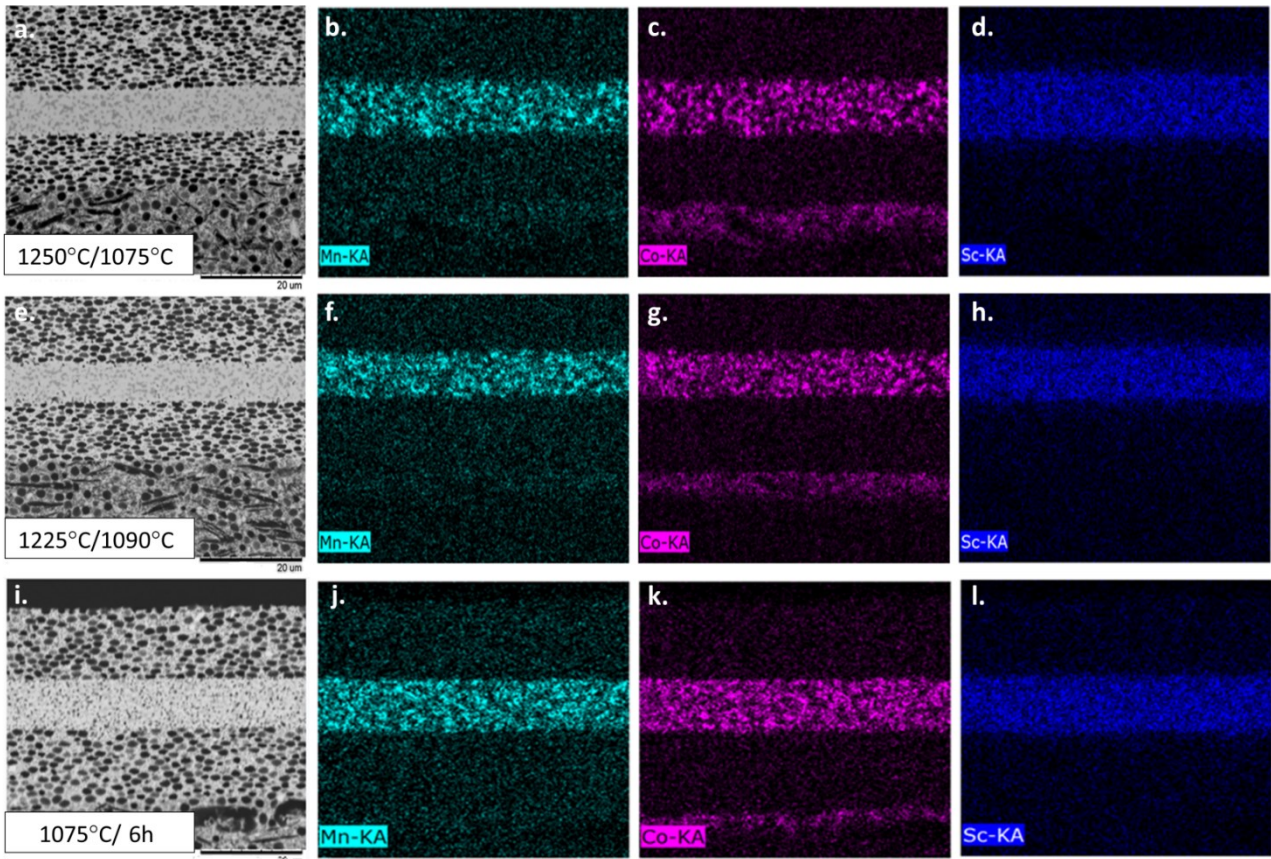 a.
b.
c.
d.
1250°C/1075°C
20 um
Mn-KA
Co-KA
Sc-KA
e.
f.
g.
h.
1225°C/1090°C
20 um
Mn-KA
Co-KA
Sc-KA
i.
j.
k.
l.
1075°C/ 6h
Mn-KA
Co-KA
Sc-KA